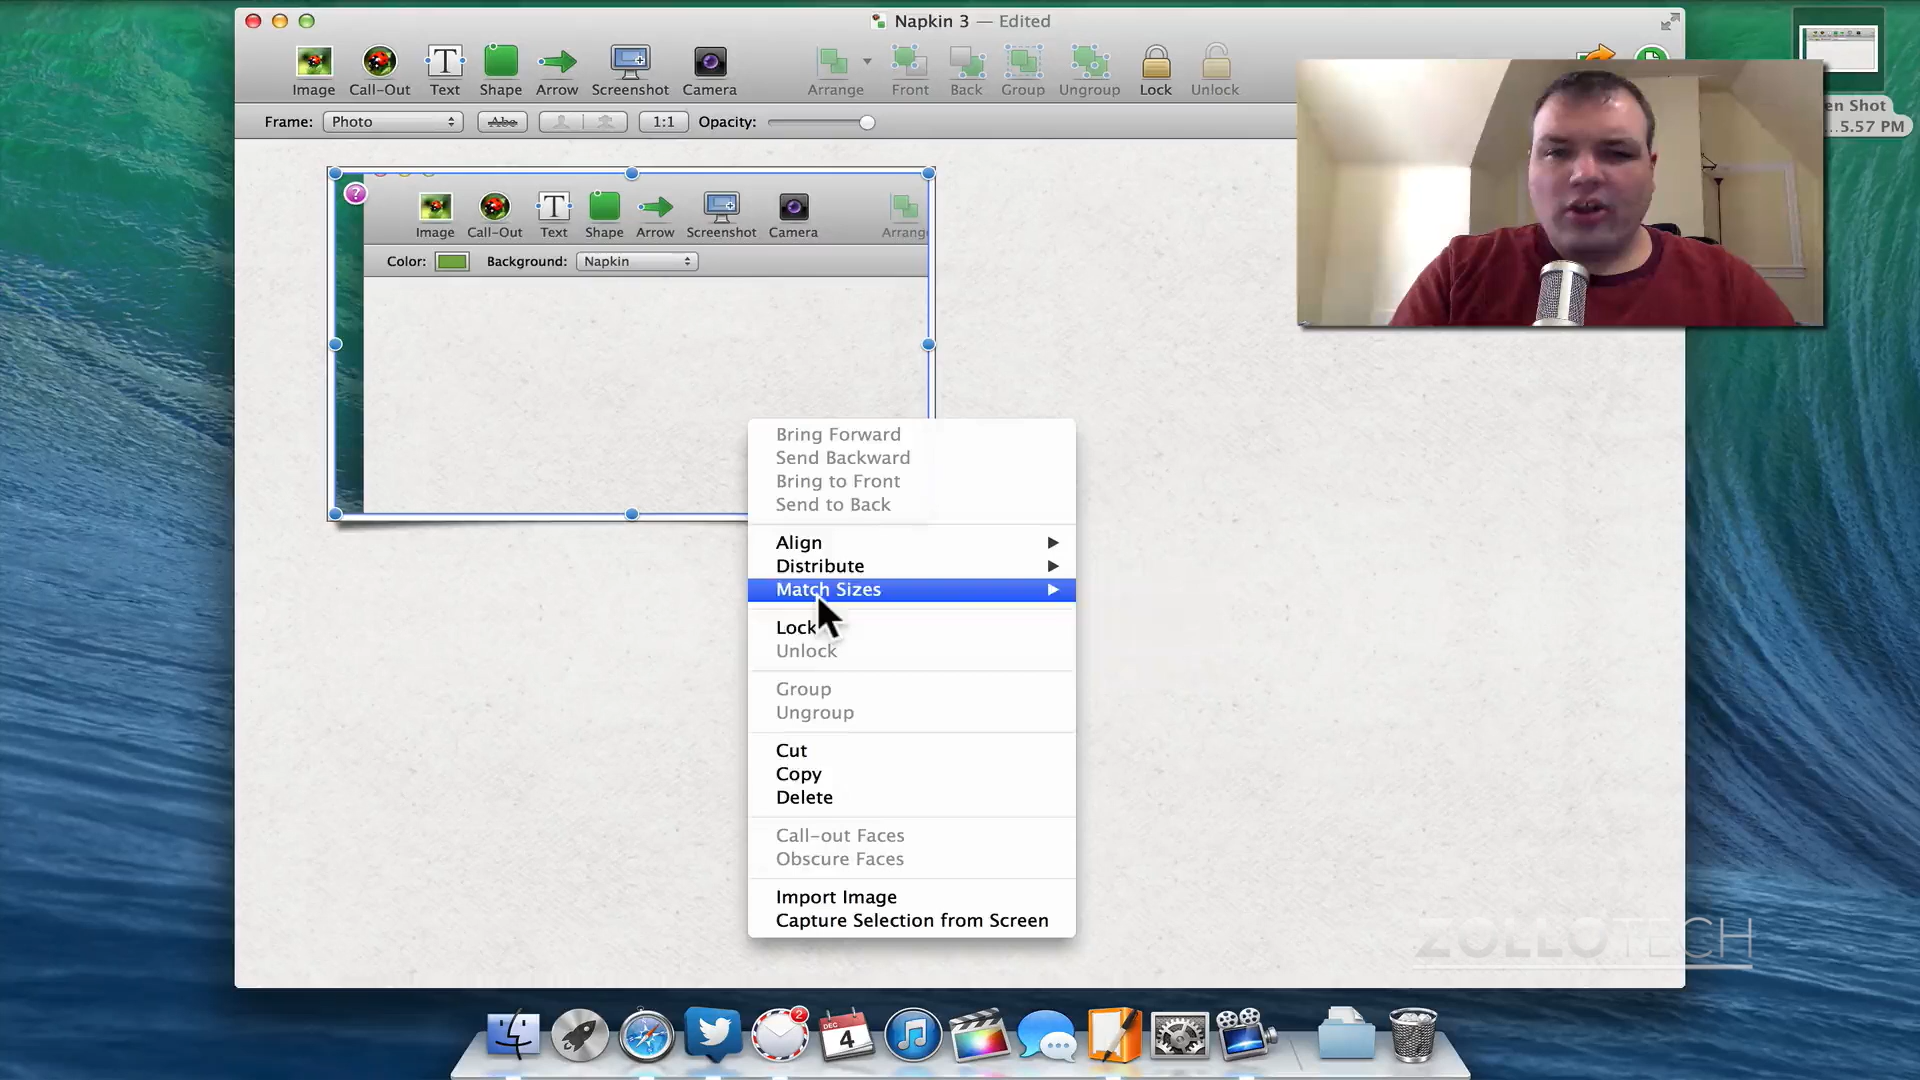 Napkin 3 — Edited
Image Call-Out Text Shape Arrow Screenshot Camera Arrange Front Back Group Ungroup Lock Unlock
Frame: Photo Abc 1:1 Opacity:
en Shot
...5.57 PM
?
Image Call-Out Text Shape Arrow Screenshot Camera Arrang
Color: Background: Napkin
Bring Forward
Send Backward
Bring to Front
Send to Back
Align
Distribute
Match Sizes
Lock
Unlock
Group
Ungroup
Cut
Copy
Delete
Call-out Faces
Obscure Faces
Import Image
Capture Selection from Screen
ZOLLOTECH
2
DEC
4